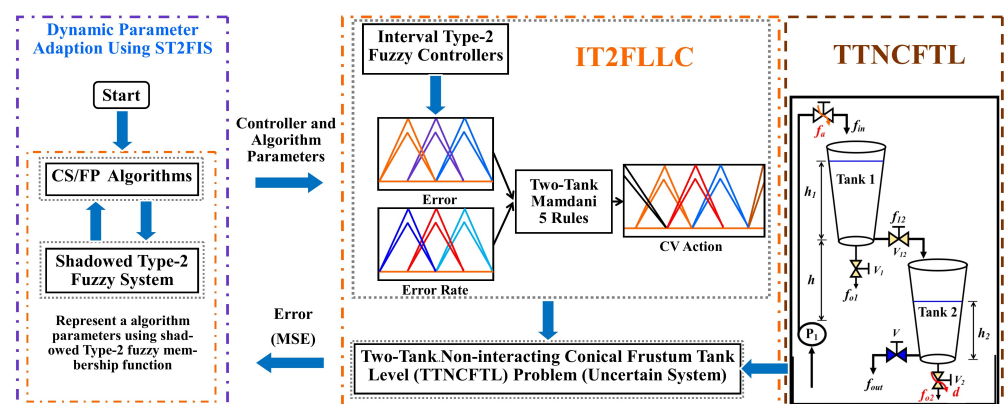 Dynamic Parameter
Adaption Using ST2FIS
Start
CS/FP Algorithms
Shadowed Type-2
Fuzzy System
Represent a algorithm
parameters using shad-
owed Type-2 fuzzy mem-
bership function
Controller and
Algorithm
Parameters
Error
(MSE)
Interval Type-2
Fuzzy Controllers
IT2FLLC
Error
Error Rate
Two-Tank
Mamdani
5 Rules
CV Action
Two-Tank Non-interacting Conical Frustum Tank
Level (TTNCFTL) Problem (Uncertain System)
TTNCFTL
fa
fin
Tank 1
h1
f12
V12
V1
fo1
h
Tank 2
h2
P1
V
fout
V2
fo2
d